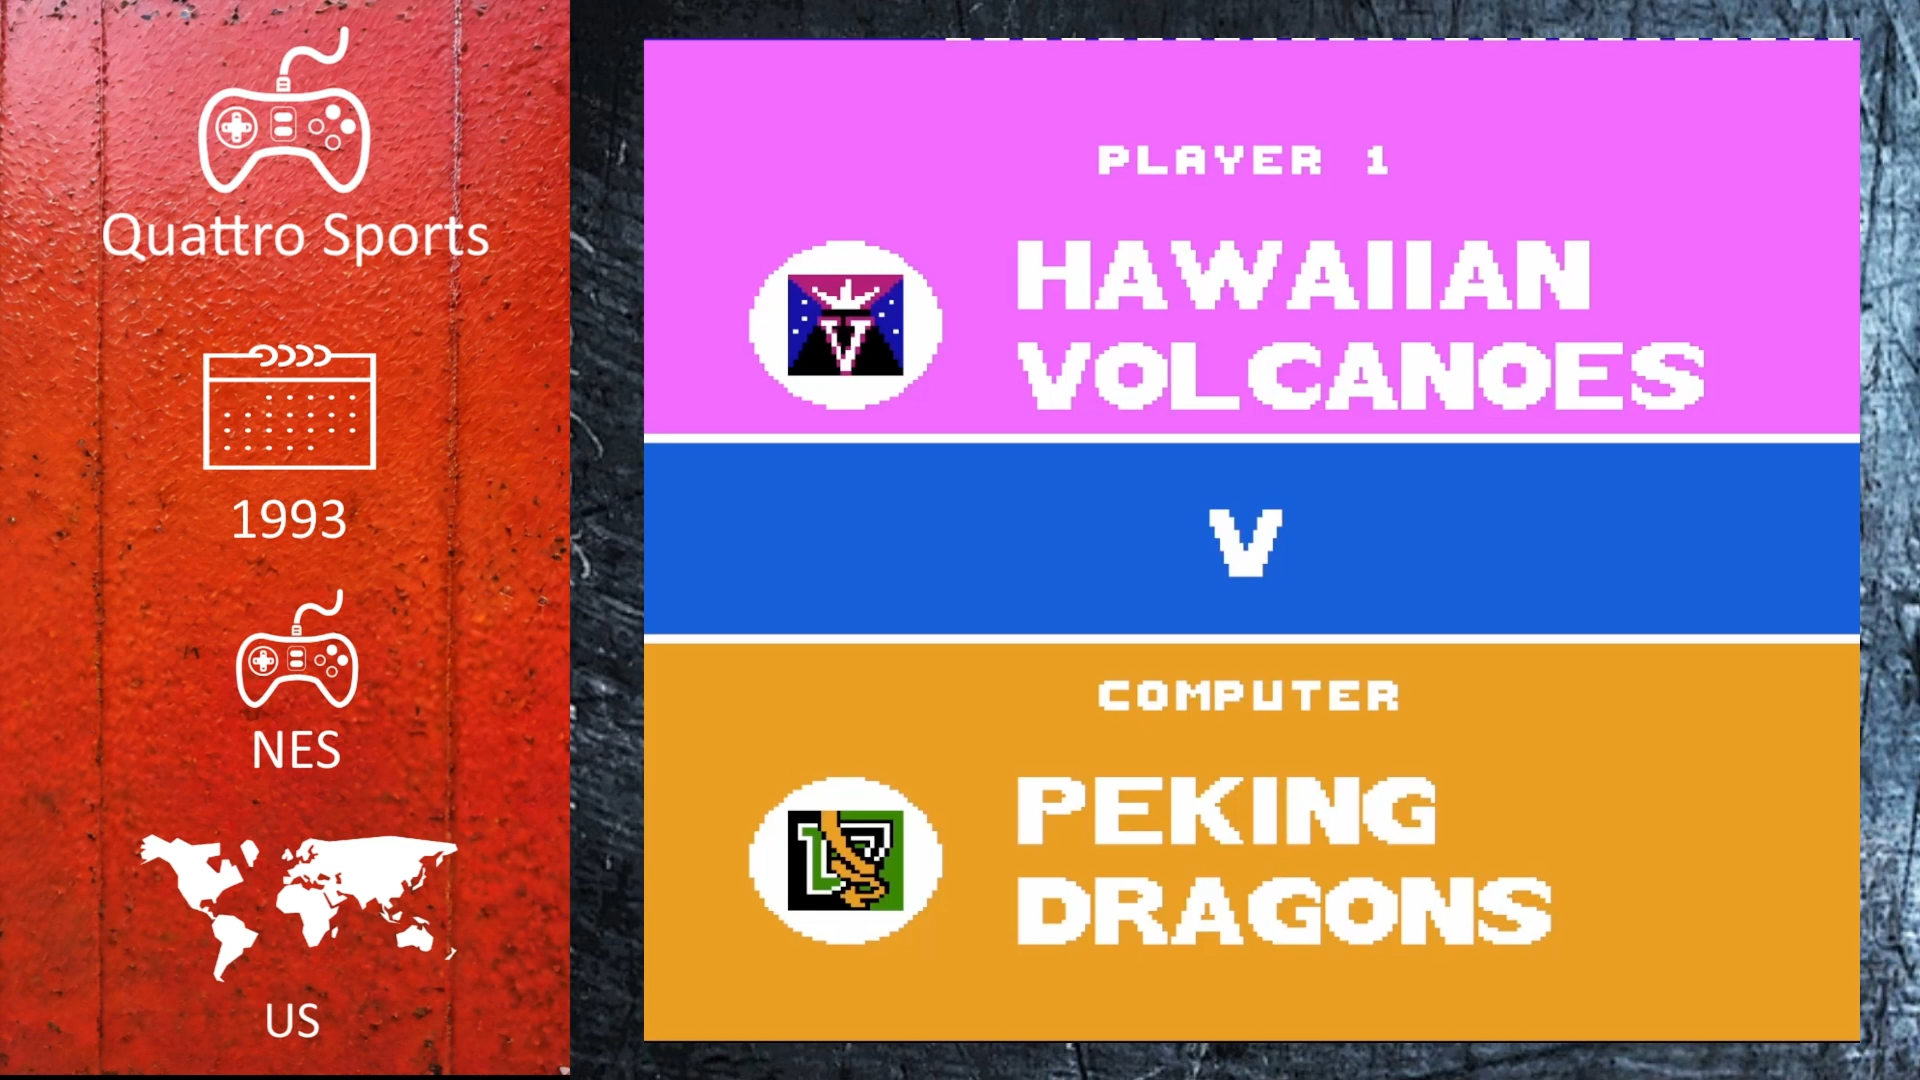 Quattro Sports
1993
NES
US
PLAYER 1
HAWAIIAN
VOLCANOES
V
V
COMPUTER
PEKING
DRAGONS